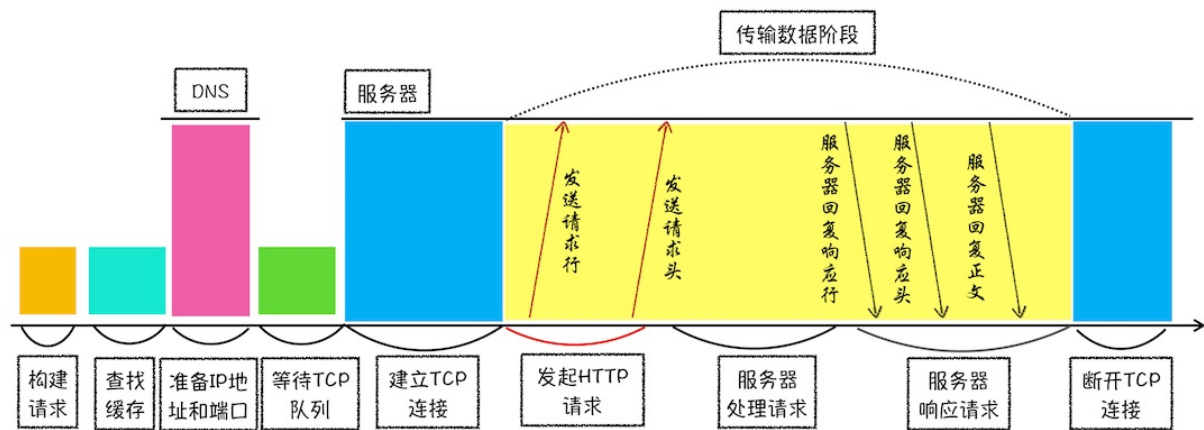 传输数据阶段
DNS
服务器
发送请求行
发送请求头
服务器回复响应行
服务器回复响应头
服务器回复正文
构建
请求
查找
缓存
准备IP地
址和端口
等待TCP
队列
建立TCP
连接
发起HTTP
请求
服务器
处理请求
服务器
响应请求
断开TCP
连接